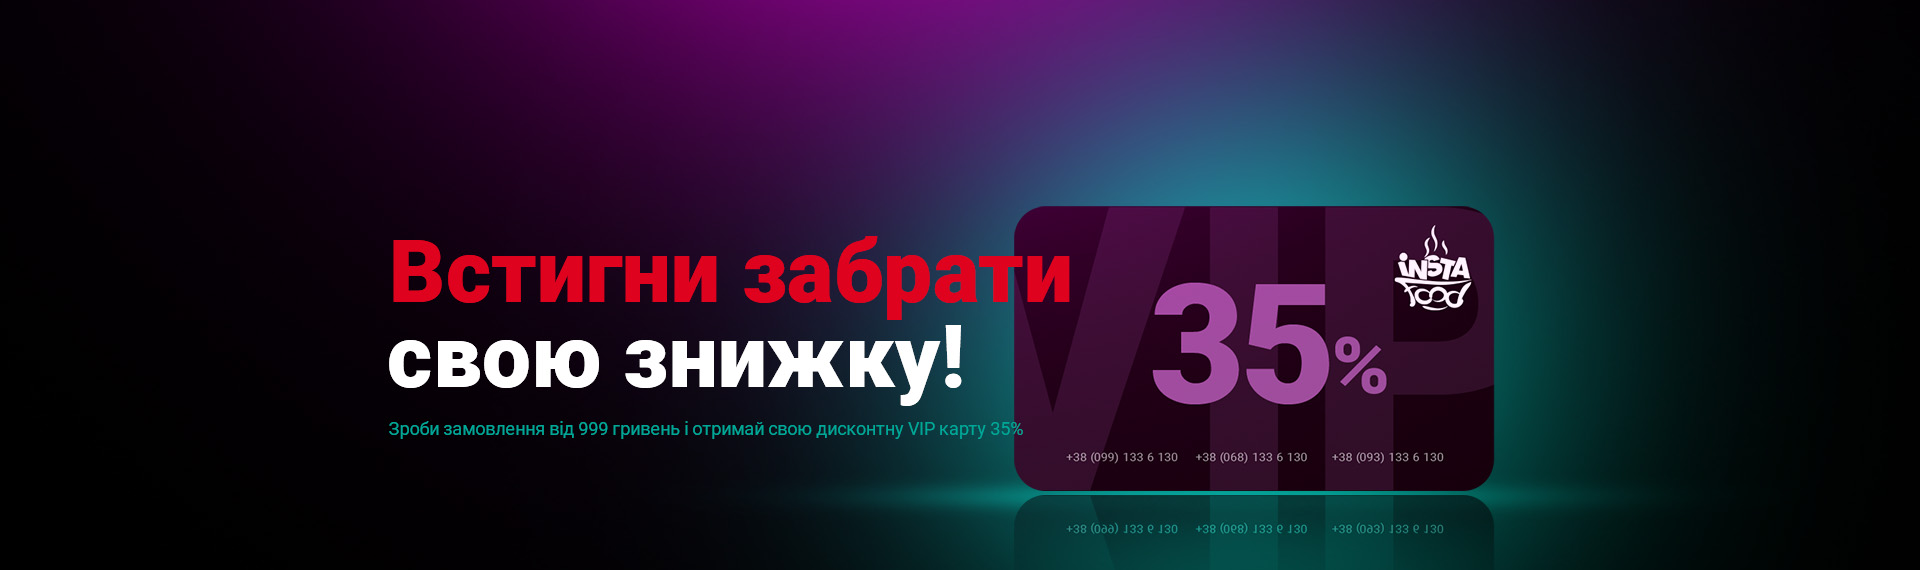 Встигни забрати
свою знижку!
Зроби замовлення від 999 гривень і отримай свою дисконтну VIP карту 35%
VIP
INSTA
food
35%
+38 (099) 133 6 130 +38 (068) 133 6 130 +38 (093) 133 6 130